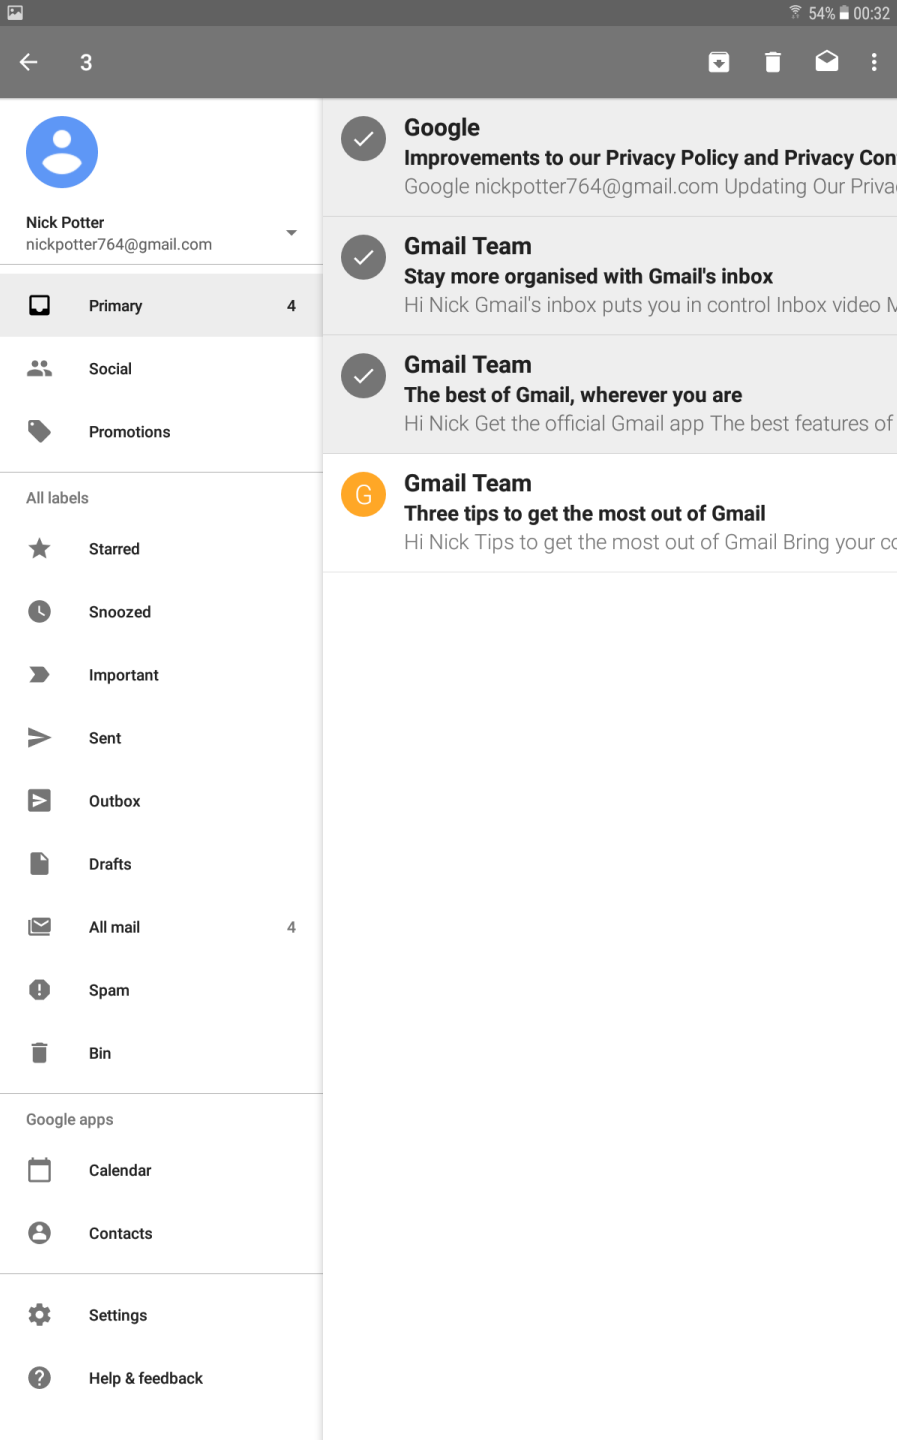 54% 00:32
3
Nick Potter
nickpotter764@gmail.com
Primary 4
Social
Promotions
All labels
Starred
Snoozed
Important
Sent
Outbox
Drafts
All mail 4
Spam
Bin
Google apps
Calendar
Contacts
Settings
Help & feedback
Google
Improvements to our Privacy Policy and Privacy Con
Google nickpotter764@gmail.com Updating Our Priva
Gmail Team
Stay more organised with Gmail's inbox
Hi Nick Gmail's inbox puts you in control Inbox video M
Gmail Team
The best of Gmail, wherever you are
Hi Nick Get the official Gmail app The best features of
G
Gmail Team
Three tips to get the most out of Gmail
Hi Nick Tips to get the most out of Gmail Bring your co